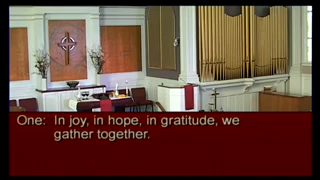 One: In joy, in hope, in gratitude, we
gather together.